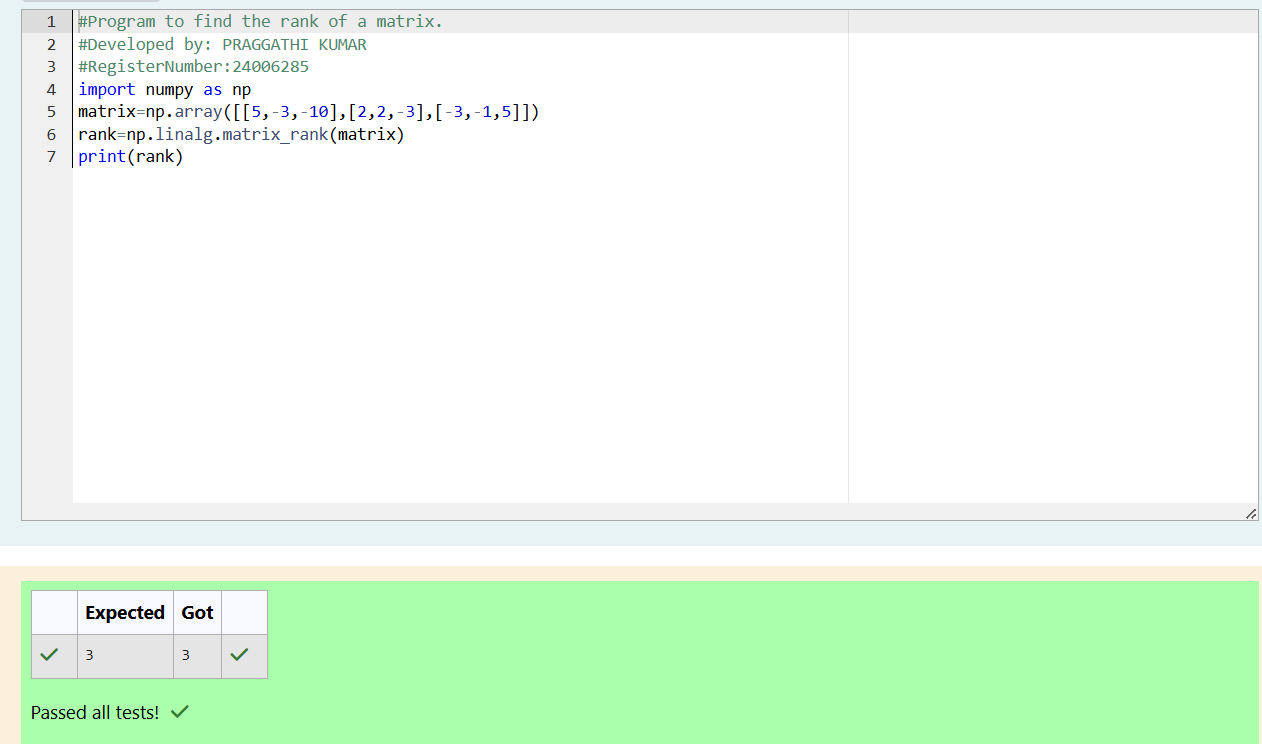 1 #Program to find the rank of a matrix.
2 #Developed by: PRAGGATHI KUMAR
3 #RegisterNumber:24006285
4 import numpy as np
5 matrix=np.array([[5,-3,-10],[2,2,-3],[-3,-1,5]])
6 rank=np.linalg.matrix_rank(matrix)
7 print(rank)
Expected Got
3 3
Passed all tests!